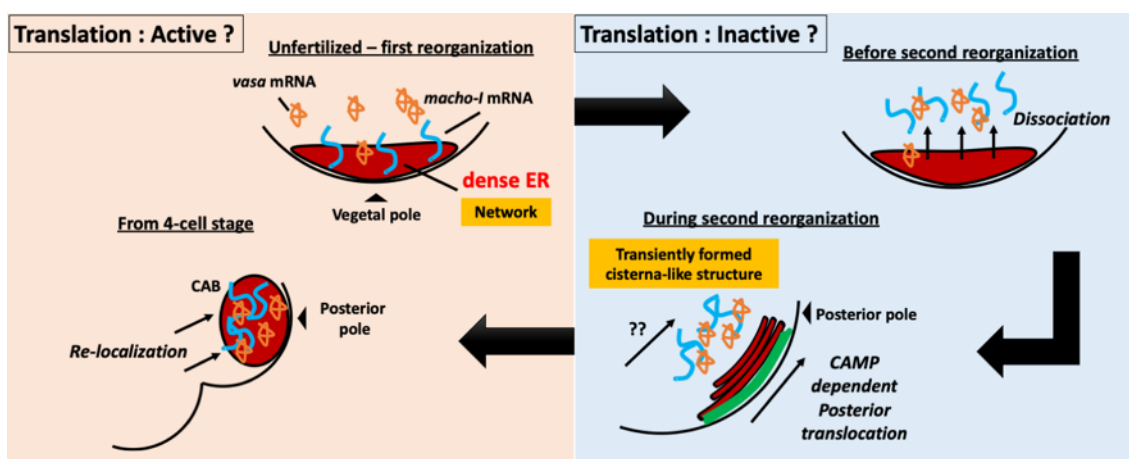 Translation : Active ?
Unfertilized – first reorganization
vasa mRNA
macho-I mRNA
dense ER
Network
Vegetal pole
From 4-cell stage
CAB
Posterior
pole
Re-localization
Translation : Inactive ?
Before second reorganization
Dissociation
During second reorganization
Transiently formed
cisterna-like structure
??
Posterior pole
CAMP
dependent
Posterior
translocation